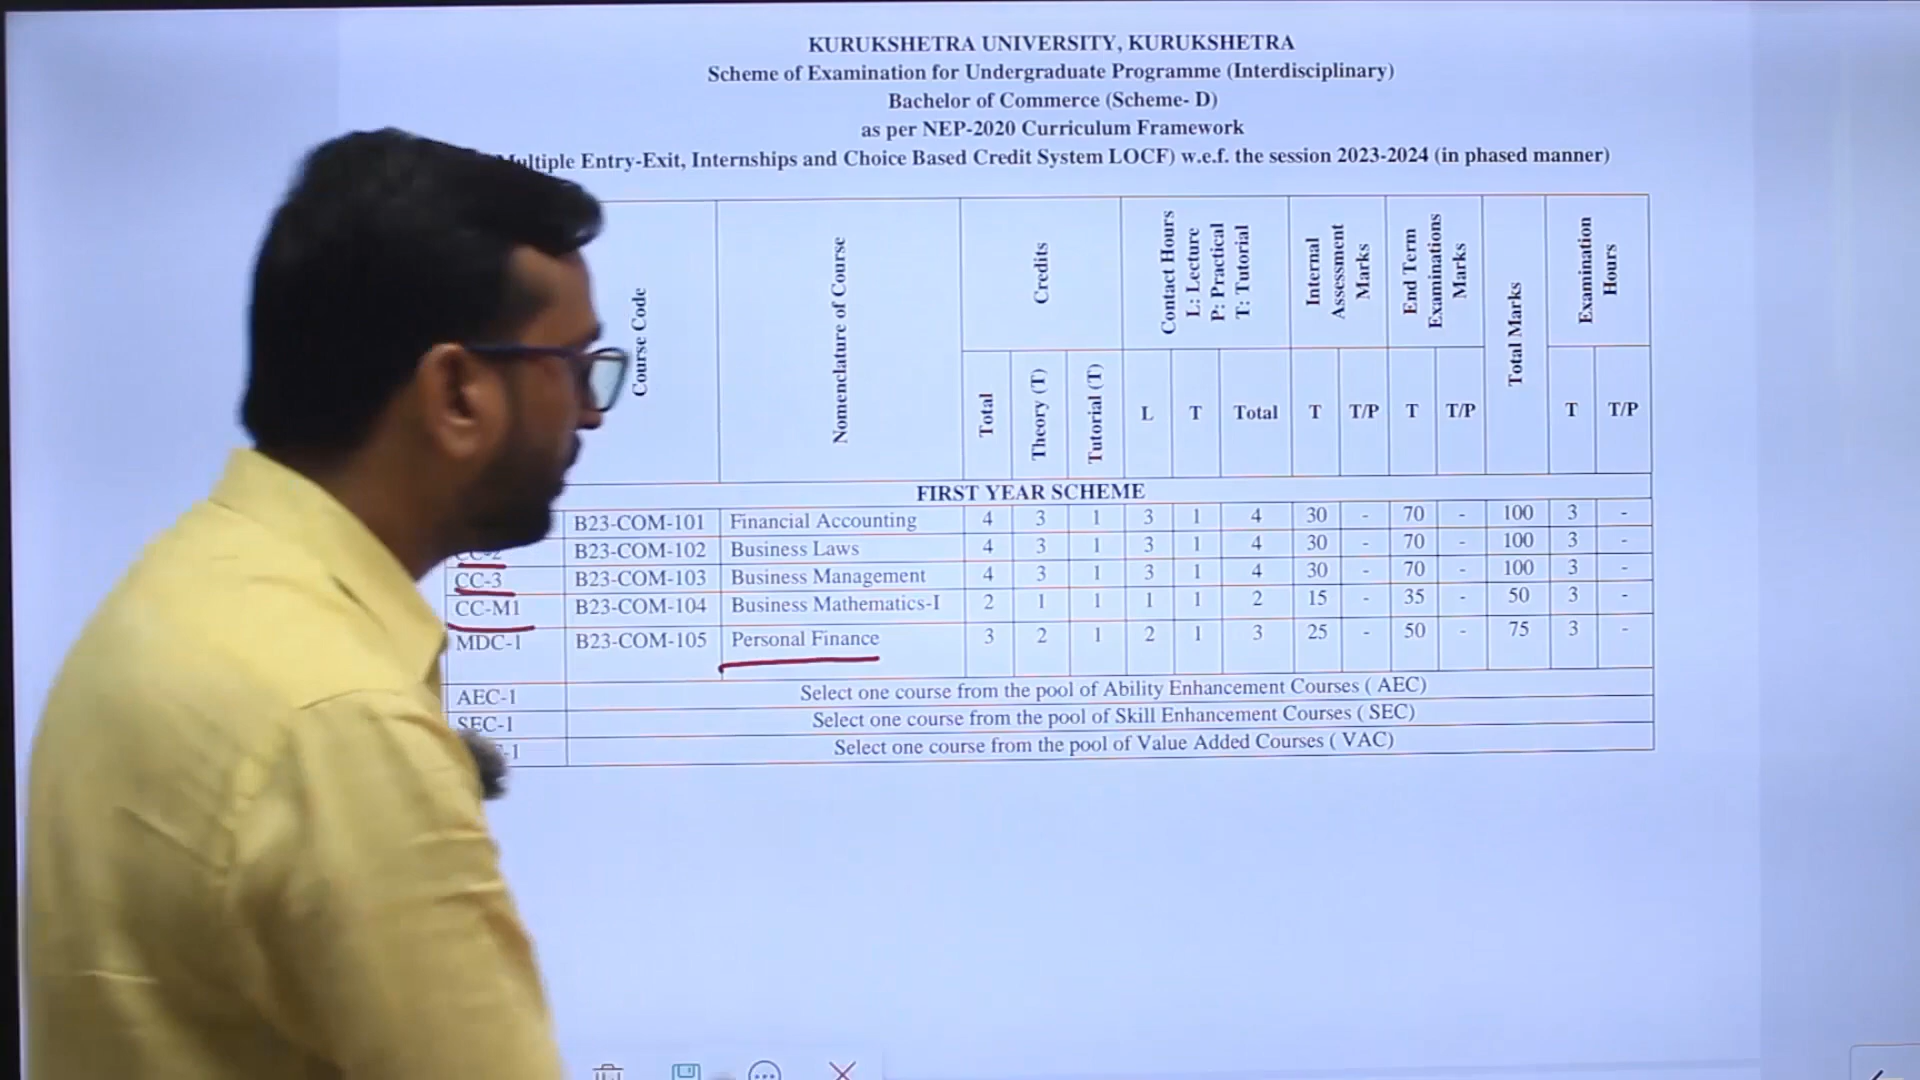 KURUKSHETRA UNIVERSITY, KURUKSHETRA
Scheme of Examination for Undergraduate Programme (Interdisciplinary)
Bachelor of Commerce (Scheme- D)
as per NEP-2020 Curriculum Framework
Entry-Exit, Internships and Choice Based Credit System LOCF) w.e.f. the session 2023-2024 (in phased manner)
Course Code
Nomenclature of Course
Credits
Contact Hours
L: Lecture
P: Practical
T: Tutorial
Internal
Assessment
Marks
End Term
Examinations
Marks
Total Marks
Examination
Hours
Total
Theory (T)
Tutorial (T)
L T Total T T/P T T/P T T/P
FIRST YEAR SCHEME
B23-COM-101 Financial Accounting 4 3 1 3 1 4 30 - 70 - 100 3 -
CC-2 B23-COM-102 Business Laws 4 3 1 3 1 4 30 - 70 - 100 3 -
CC-3 B23-COM-103 Business Management 4 3 1 3 1 4 30 - 70 - 100 3 -
CC-M1 B23-COM-104 Business Mathematics-I 2 1 1 1 1 2 15 - 35 - 50 3 -
MDC-1 B23-COM-105 Personal Finance 3 2 1 2 1 3 25 - 50 - 75 3 -
AEC-1 Select one course from the pool of Ability Enhancement Courses ( AEC)
SEC-1 Select one course from the pool of Skill Enhancement Courses ( SEC)
-1 Select one course from the pool of Value Added Courses ( VAC)